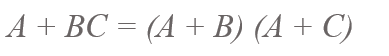 A + BC = (A + B) (A + C)